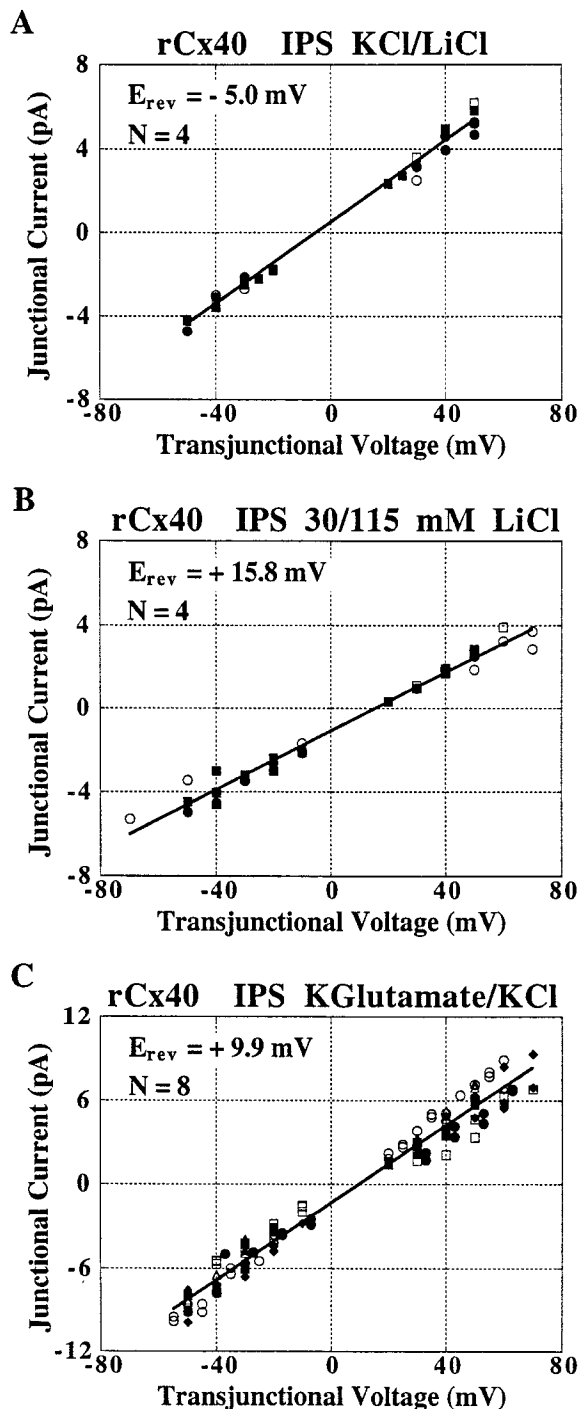 A
rCx40 IPS KCl/LiCl
E rev = - 5.0 mV
N = 4
Junctional Current (pA)
8
4
0
-4
-8
-80 -40 0 40 80
Transjunctional Voltage (mV)
B
rCx40 IPS 30/115 mM LiCl
E rev = + 15.8 mV
N = 4
Junctional Current (pA)
8
4
0
-4
-8
-80 -40 0 40 80
Transjunctional Voltage (mV)
C
rCx40 IPS KGlutamate/KCl
E rev = + 9.9 mV
N = 8
Junctional Current (pA)
12
6
0
-6
-12
-80 -40 0 40 80
Transjunctional Voltage (mV)